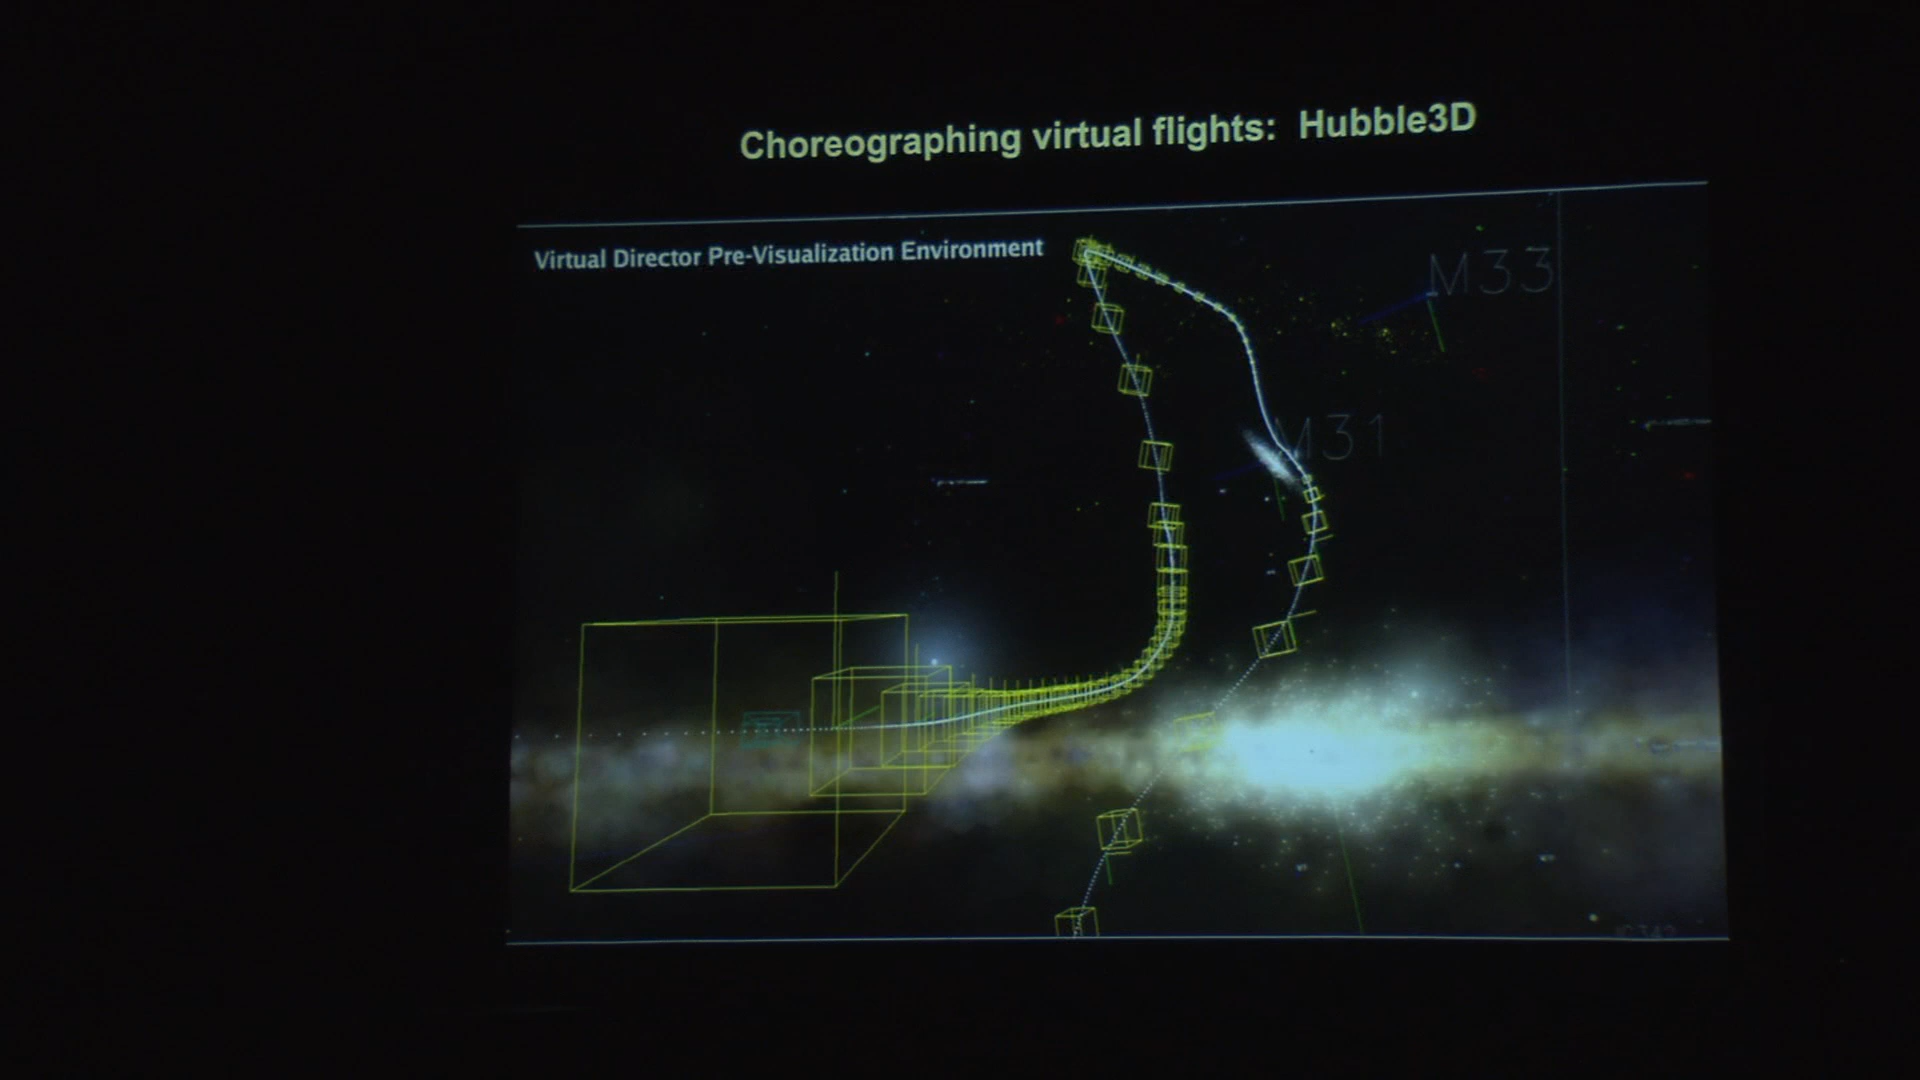 Choreographing virtual flights: Hubble3D
Virtual Director Pre-Visualization Environment
M33
M31